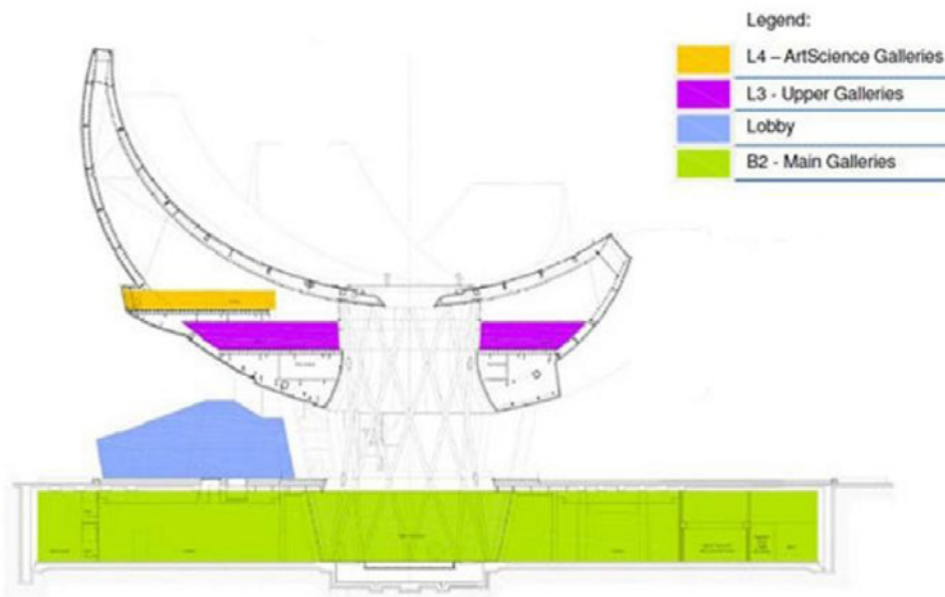 Legend:
L4 – ArtScience Galleries
L3 - Upper Galleries
Lobby
B2 - Main Galleries